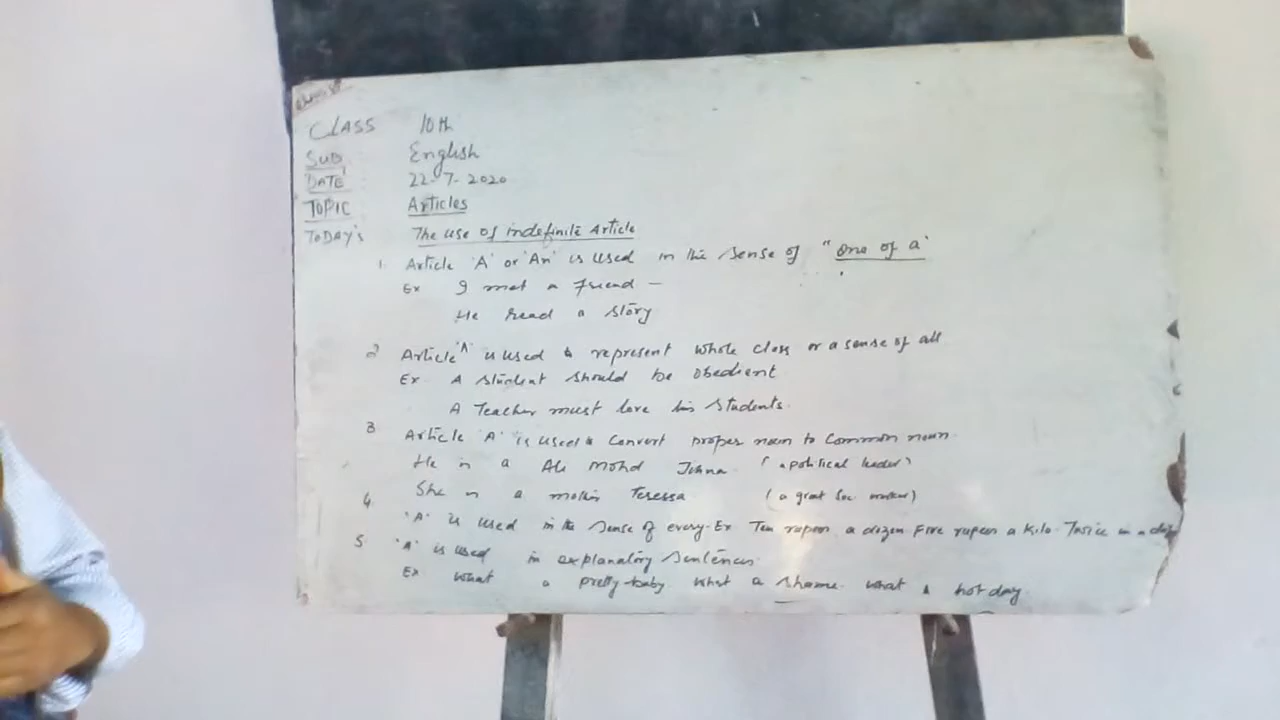 CLASS 10th
SUB English
DATE 22-7-2020
TOPIC Articles
TODAY's The use of indefinite Article
1. Article 'A' or 'An' is used in the sense of "one of a'
Ex I met a friend –
He read a story
2 Article 'A' is used to represent whole class or a sense of all
Ex. A student should be obedient
A Teacher must love his students.
3 Article 'A' is used to convert proper noun to common noun.
He is a Ali Mohd Jinna (a political leader)
She is a mother Teressa (a great Soc worker)
4. 'A' is used in the sense of every. Ex Ten rupees a dozen Five rupees a kilo. Twice in a day
5. 'A' is used in explanatory sentences.
Ex what a pretty baby what a shame. what A hot day